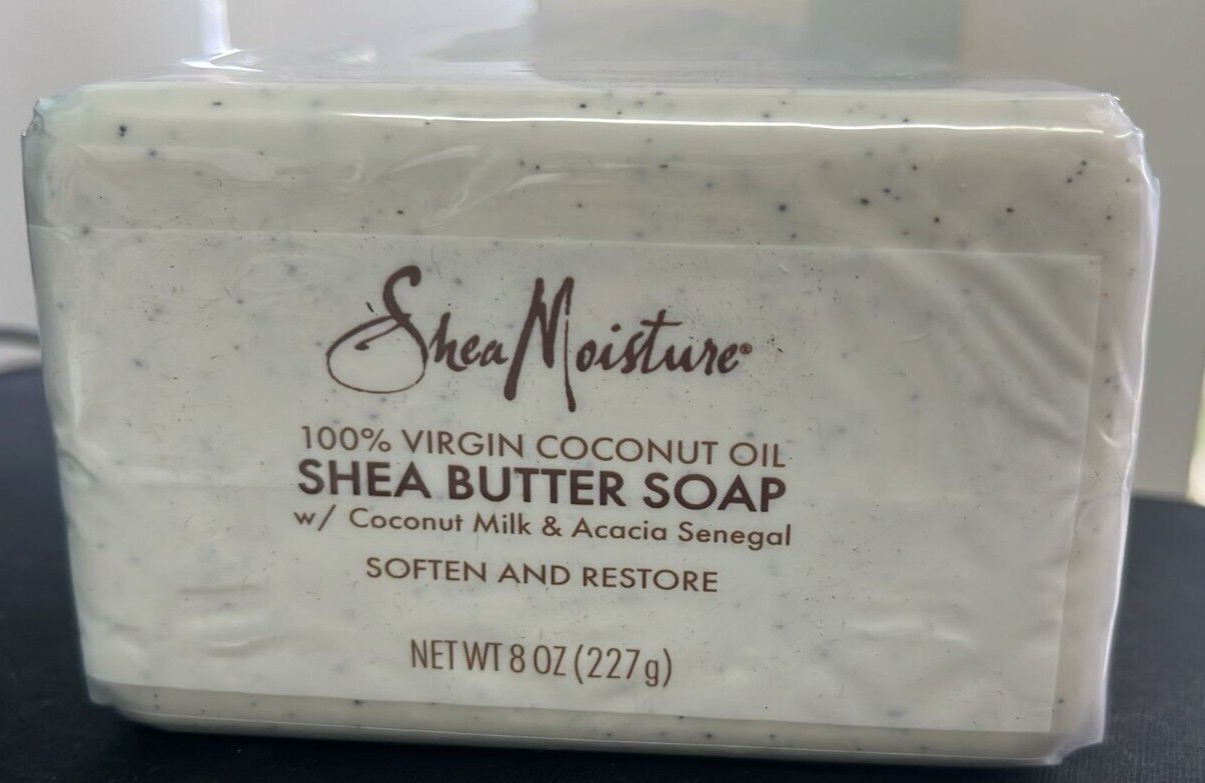 SheaMoisture®
100% VIRGIN COCONUT OIL
SHEA BUTTER SOAP
w/ Coconut Milk & Acacia Senegal
SOFTEN AND RESTORE
NET WT 8 OZ (227 g)